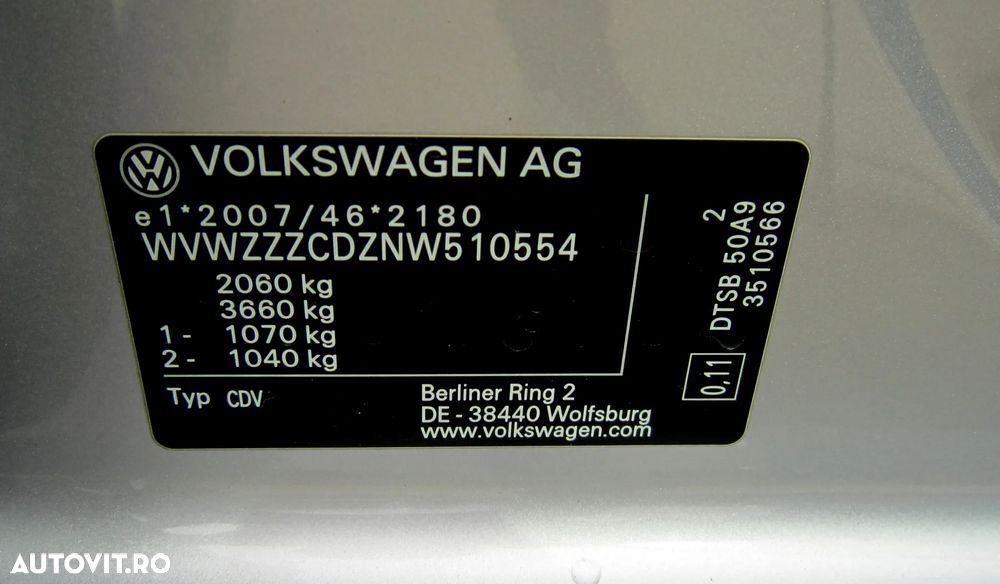 VOLKSWAGEN AG
e1*2007/46*2180
WVWZZZCDZNW510554
2060 kg
3660 kg
1 - 1070 kg
2 - 1040 kg
Typ CDV
Berliner Ring 2
DE - 38440 Wolfsburg
www.volkswagen.com
2
DTSB 50A9
3510566
0,11
AUTOVIT.RO